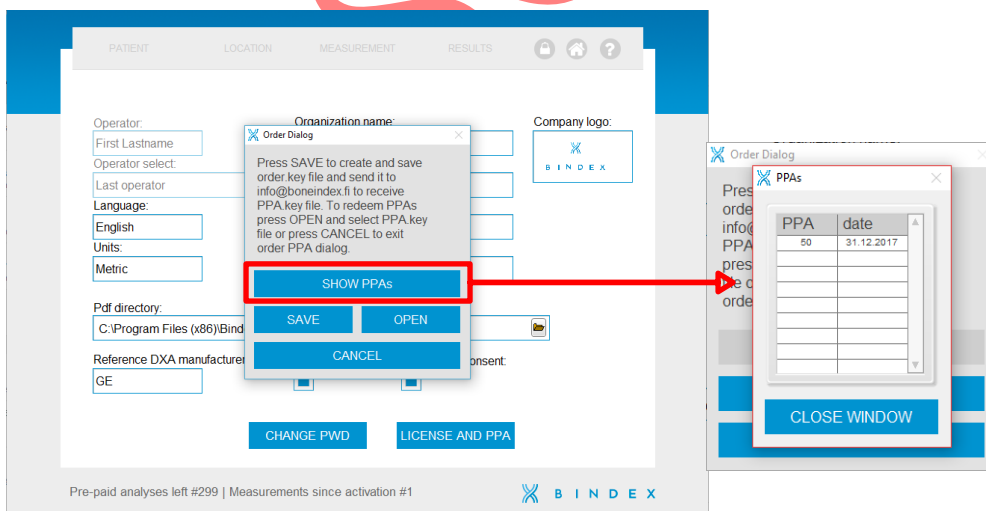 PATIENT LOCATION MEASUREMENT RESULTS
Operator:
First Lastname
Operator select:
Last operator
Language:
English
Units:
Metric
Pdf directory:
C:\Program Files (x86)\Bind
Reference DXA manufacturer
GE
Organization name:
Company logo:
BINDEX
Order Dialog
Press SAVE to create and save
order.key file and send it to
info@boneindex.fi to receive
PPA.key file. To redeem PPAs
press OPEN and select PPA.key
file or press CANCEL to exit
order PPA dialog.
SHOW PPAs
SAVE OPEN
CANCEL
onsent:
CHANGE PWD LICENSE AND PPA
Pre-paid analyses left #299 | Measurements since activation #1
BINDEX
Order Dialog
Pres
orde
info@
PPA
pres
file o
orde
PPAs
PPA date
50 31.12.2017
CLOSE WINDOW